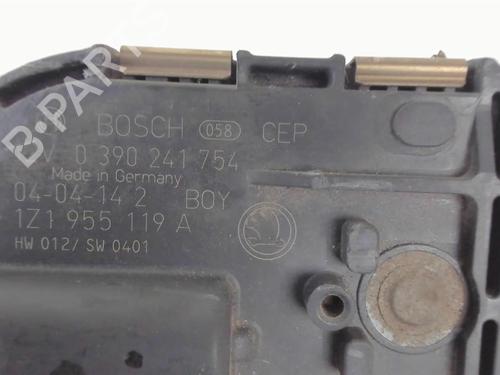 BOSCH 058 CEP
V 0 390 241 754
Made in Germany
04-04-14 2 BOY
1Z1 955 119 A
HW 012/ SW 0401
B-PARTS